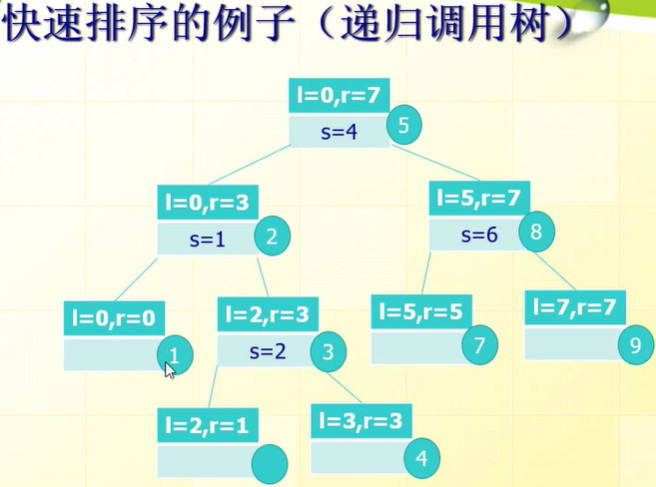 快速排序的例子（递归调用树）
l=0,r=7
s=4
5
l=0,r=3
s=1
2
l=5,r=7
s=6
8
l=0,r=0
1
l=2,r=3
s=2
3
l=5,r=5
7
l=7,r=7
9
l=2,r=1
l=3,r=3
4